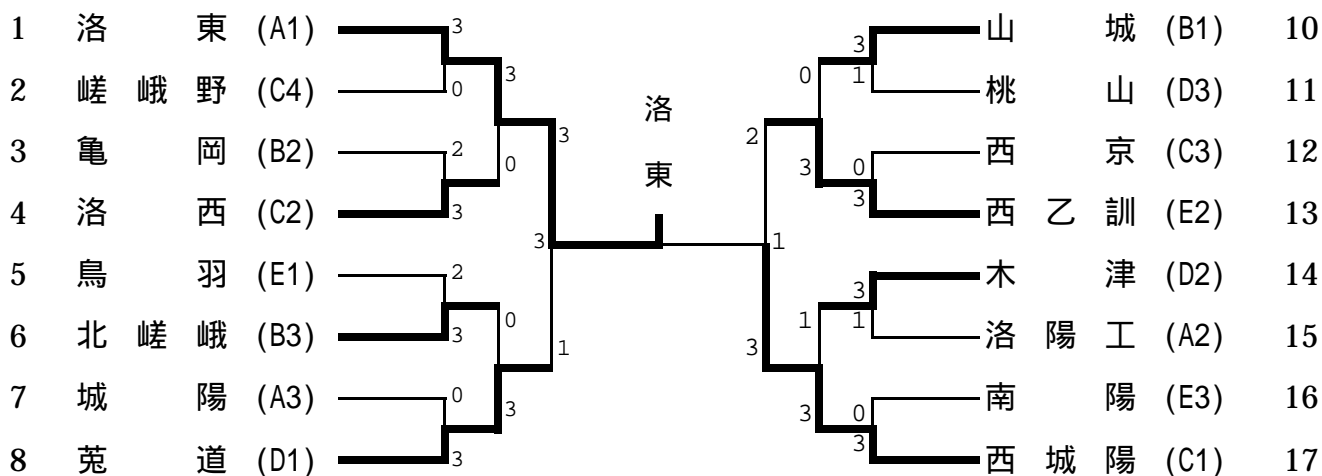 1 洛東 (A1) 3 山城 (B1) 10
3 3 0 3 1
2 嵯峨野 (C4) 0 桃山 (D3) 11
洛東
3 2
3 亀岡 (B2) 2 西京 (C3) 12
0 3 0 3
4 洛西 (C2) 3 西乙訓 (E2) 13
3 1
5 鳥羽 (E1) 2 木津 (D2) 14
0 1 3 1
6 北嵯峨 (B3) 3 洛陽工 (A2) 15
1 3
7 城陽 (A3) 0 南陽 (E3) 16
3 3 0 3
8 莵道 (D1) 3 西城陽 (C1) 17